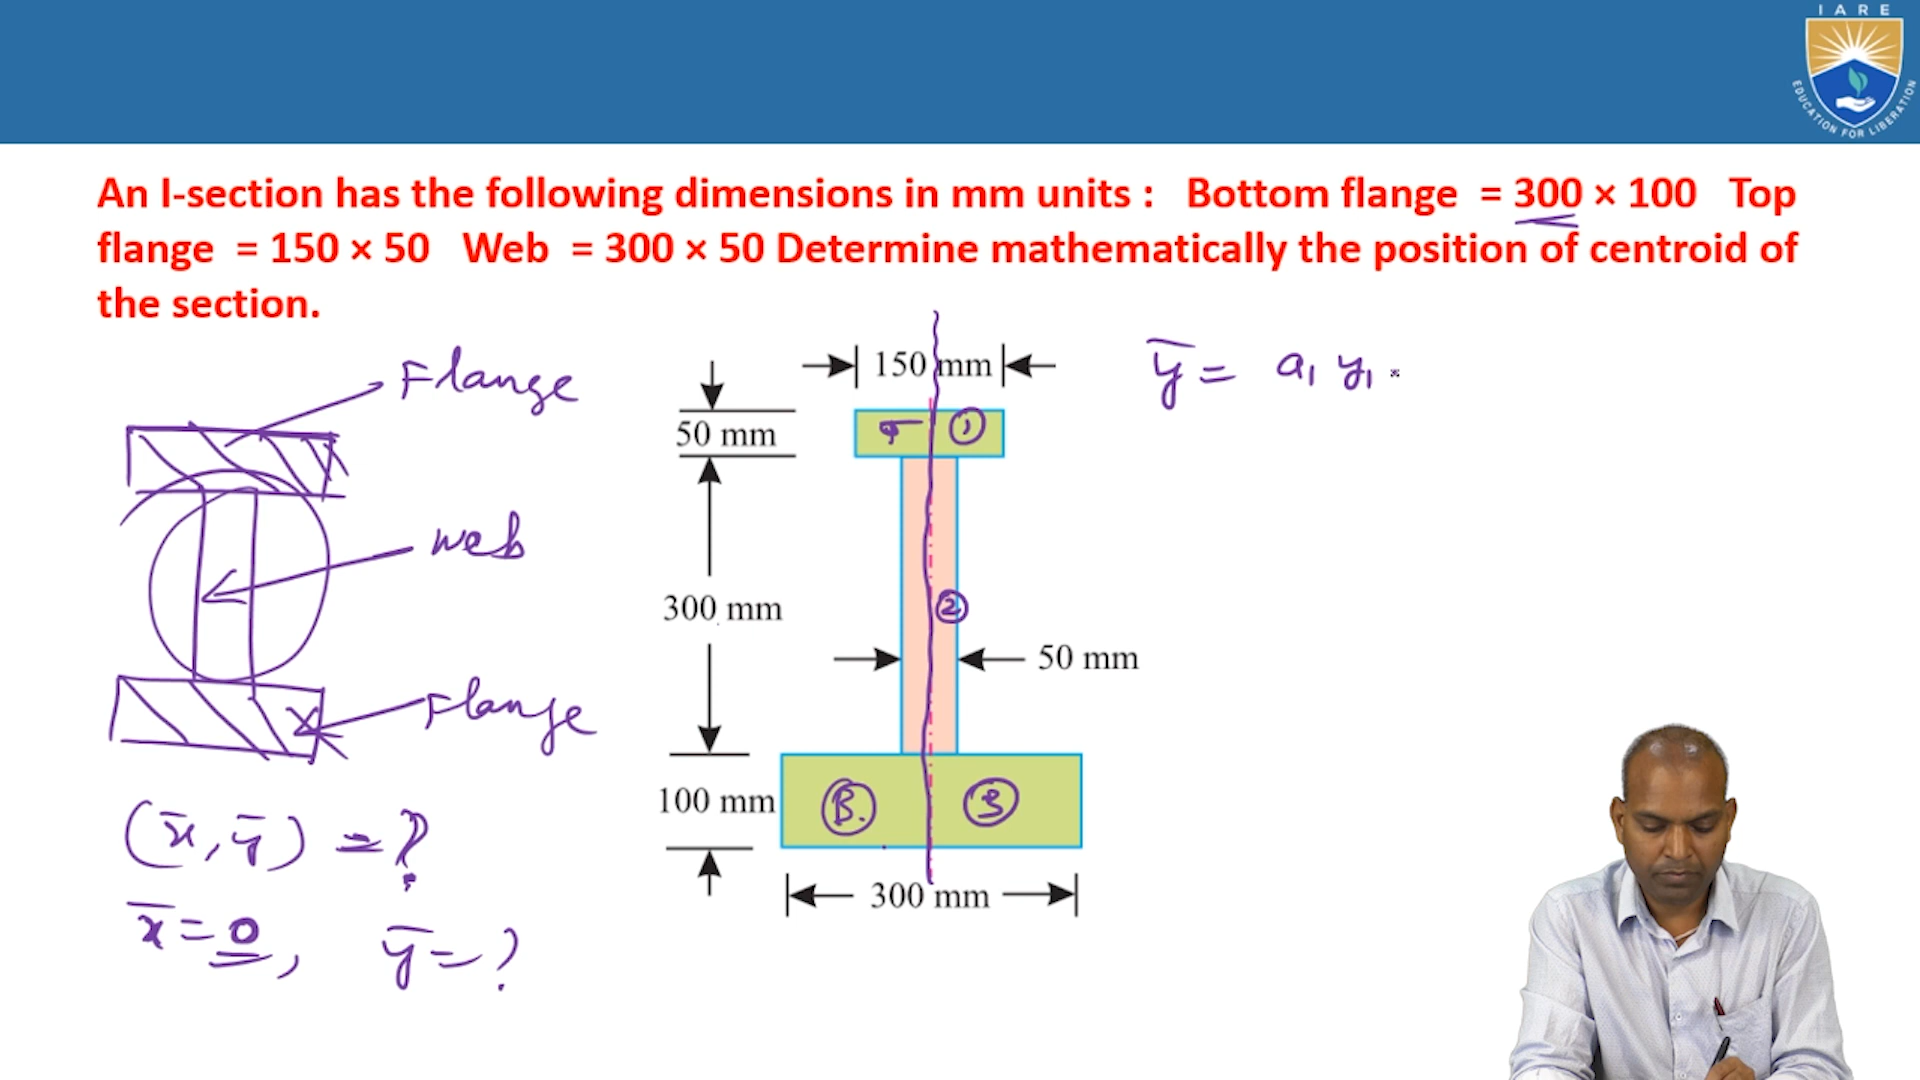 IARE
EDUCATION FOR LIBERATION
An I-section has the following dimensions in mm units : Bottom flange = 300 × 100 Top
flange = 150 × 50 Web = 300 × 50 Determine mathematically the position of centroid of
the section.
Flange
web
Flange
(x̄, ȳ) = ?
x̄ = 0, ȳ = ?
150 mm
50 mm
T 1
300 mm
2
50 mm
100 mm
B. 3
300 mm
ȳ = a₁ y₁